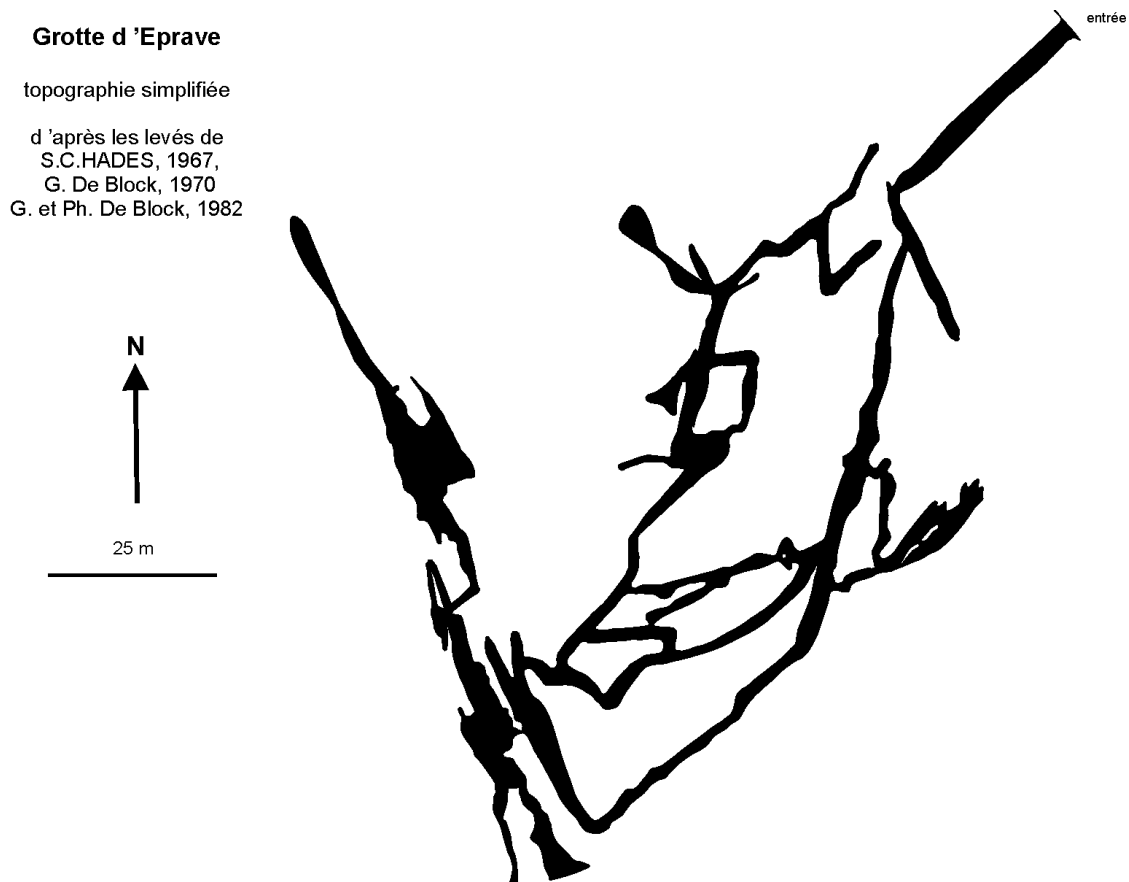 Grotte d 'Eprave
entrée
topographie simplifiée
d 'après les levés de
S.C.HADES, 1967,
G. De Block, 1970
G. et Ph. De Block, 1982
N
25 m